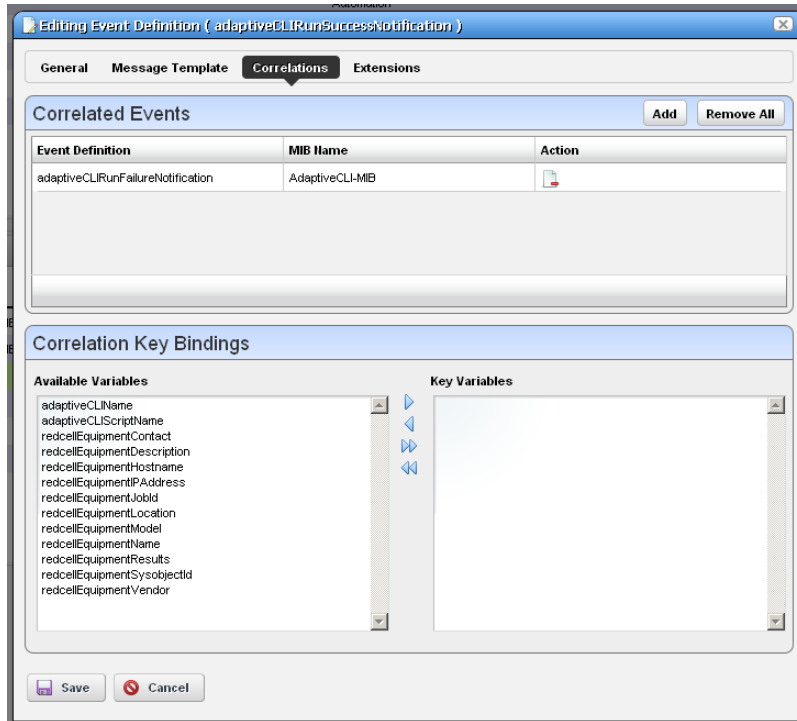 Automation
Editing Event Definition ( adaptiveCLIRunSuccessNotification )
General Message Template Correlations Extensions
Correlated Events Add Remove All
Event Definition MIB Name Action
adaptiveCLIRunFailureNotification AdaptiveCLI-MIB
Correlation Key Bindings
Available Variables Key Variables
adaptiveCLIName
adaptiveCLIScriptName
redcellEquipmentContact
redcellEquipmentDescription
redcellEquipmentHostname
redcellEquipmentIPAddress
redcellEquipmentJobId
redcellEquipmentLocation
redcellEquipmentModel
redcellEquipmentName
redcellEquipmentResults
redcellEquipmentSysobjectId
redcellEquipmentVendor
Save Cancel